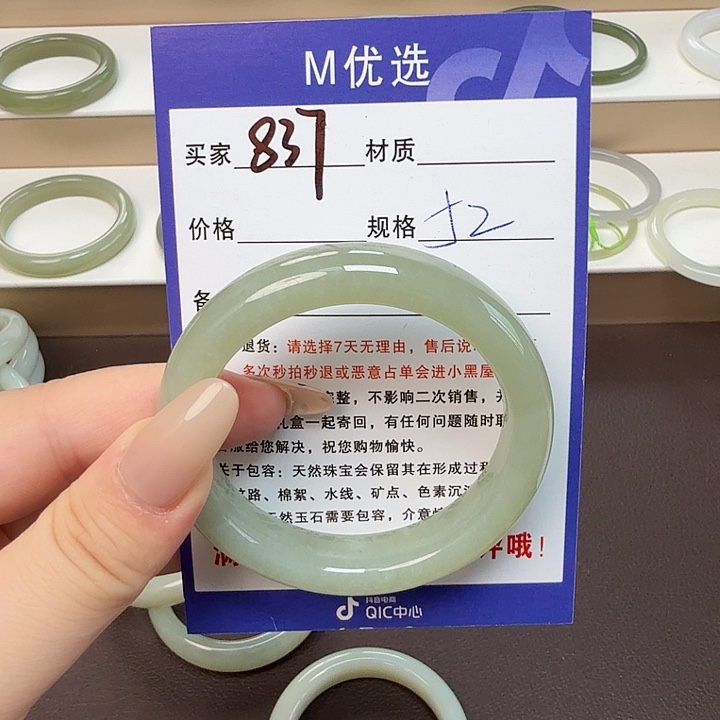 M优选
买家 837 材质
价格 规格 52
备
退货：请选择7天无理由，售后说
多次秒拍秒退或恶意占单会进小黑屋
整，不影响二次销售，并
礼盒一起寄回，有任何问题随时联
服给您解决，祝您购物愉快。
关于包容：天然珠宝会保留其在形成过程
纹路、棉絮、水线、矿点、色素沉
天然玉石需要包容，介意
哦！
抖音电商
QIC中心